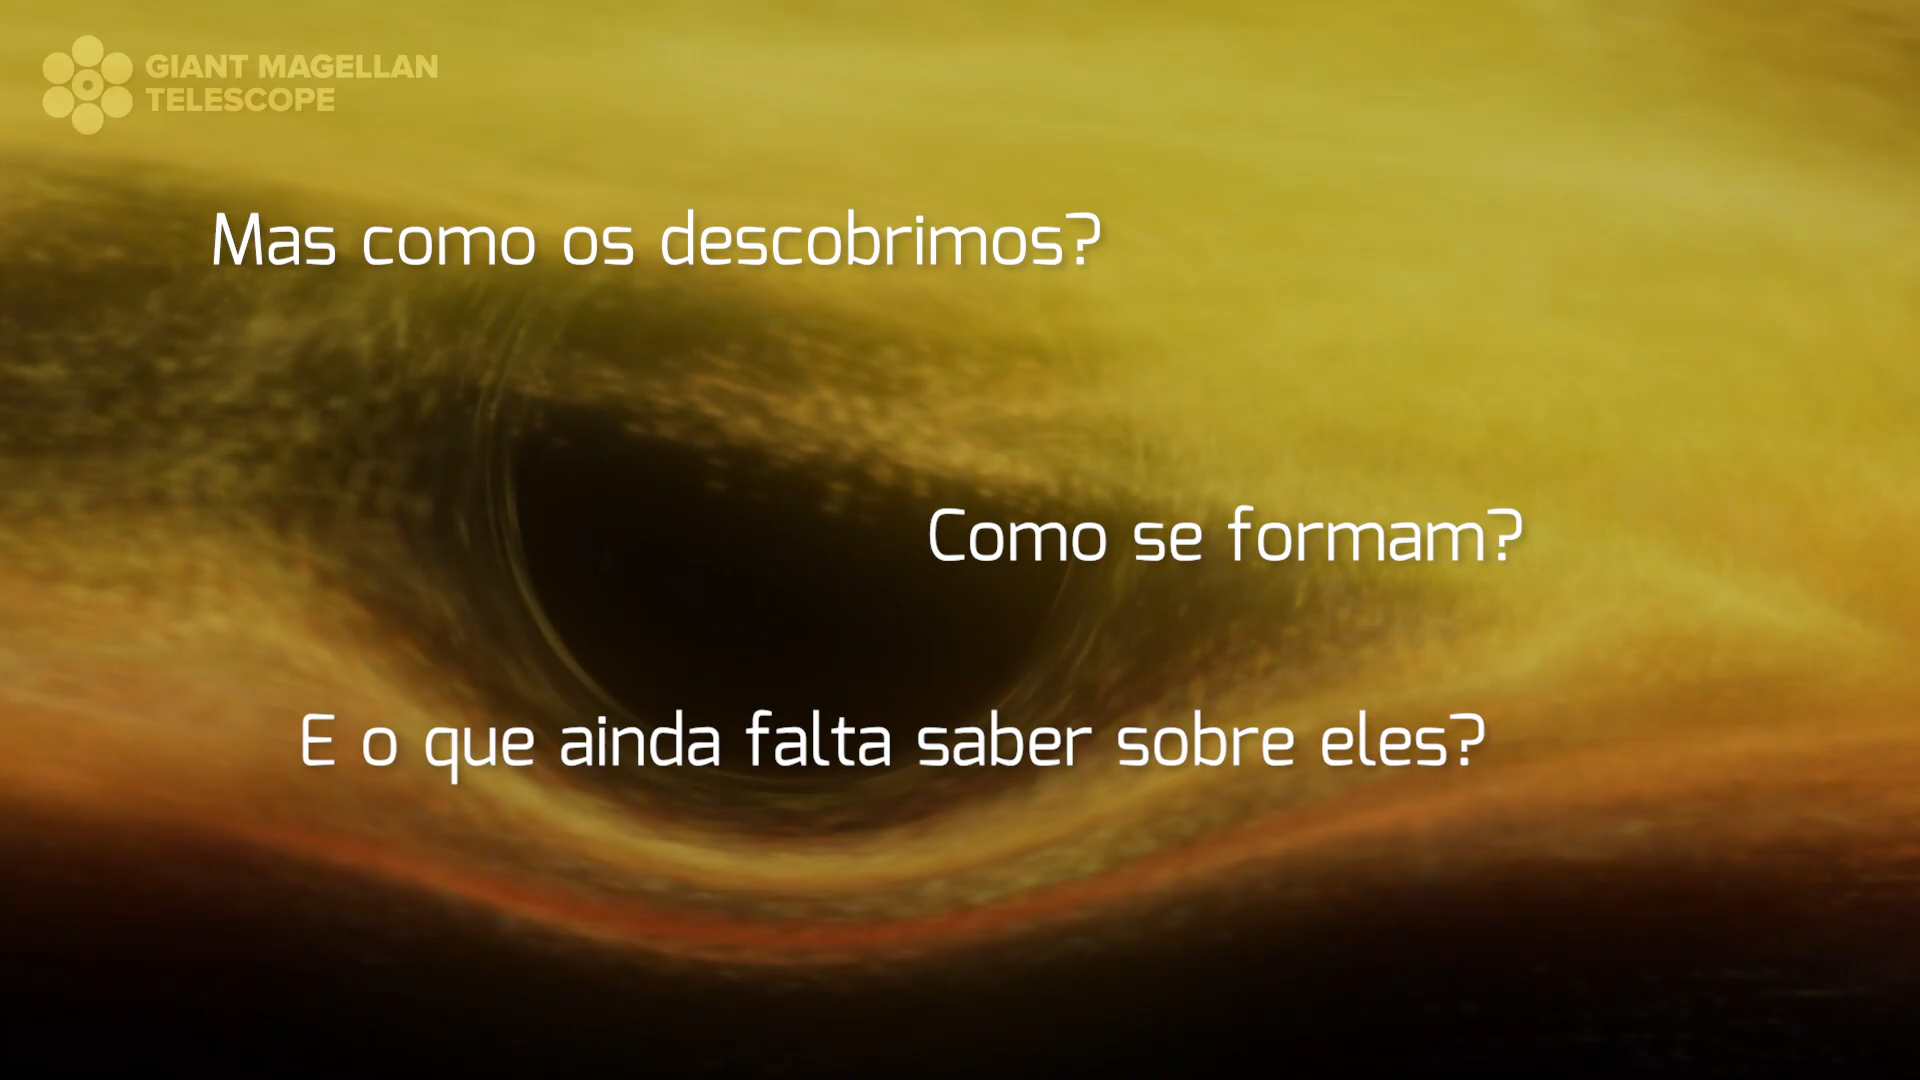 GIANT MAGELLAN
TELESCOPE
Mas como os descobrimos?
Como se formam?
E o que ainda falta saber sobre eles?